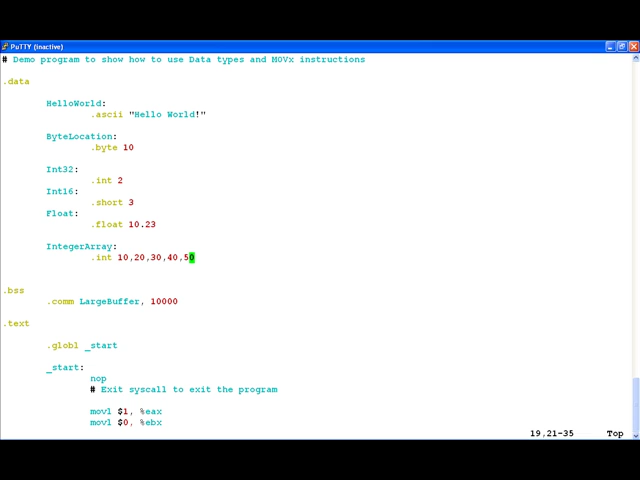 PuTTY (inactive)
# Demo program to show how to use Data types and MOVx instructions
.data
HelloWorld:
.ascii "Hello World!"
ByteLocation:
.byte 10
Int32:
.int 2
Int16:
.short 3
Float:
.float 10.23
IntegerArray:
.int 10,20,30,40,50
.bss
.comm LargeBuffer, 10000
.text
.globl _start
_start:
nop
# Exit syscall to exit the program
movl $1, %eax
movl $0, %ebx
19,21-35 Top